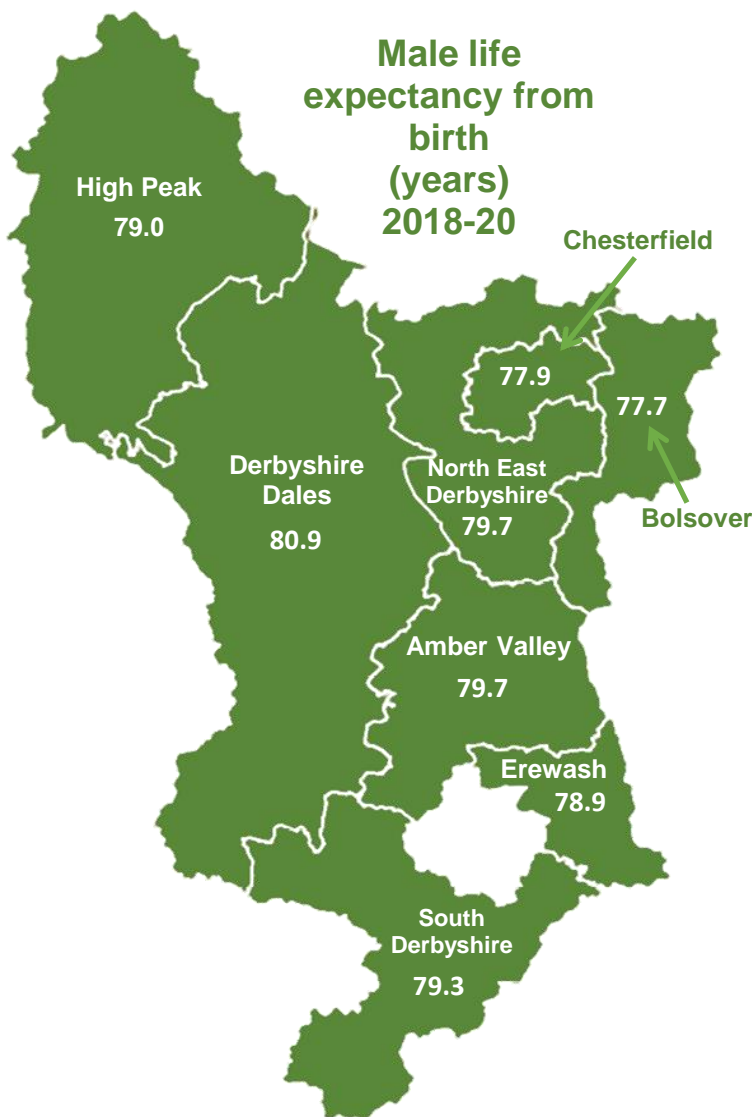 Male life
expectancy from
birth
(years)
2018-20
High Peak
79.0
Chesterfield
77.9
77.7
Bolsover
Derbyshire
Dales
80.9
North East
Derbyshire
79.7
Amber Valley
79.7
Erewash
78.9
South
Derbyshire
79.3